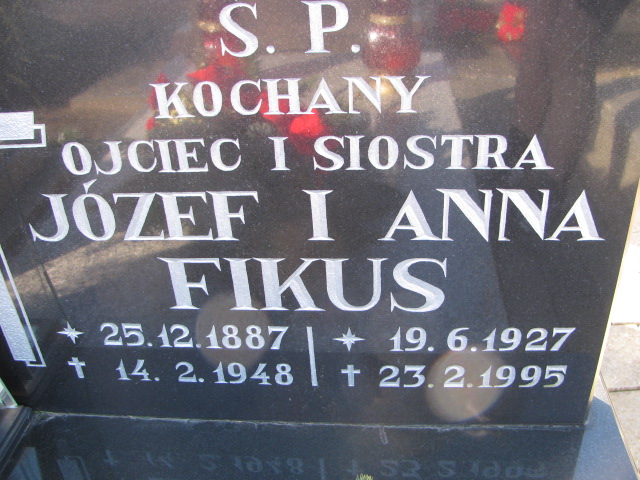 S. P.
KOCHANY
OJCIEC I SIOSTRA
JÓZEF I ANNA
FIKUS
* 25.12.1887 | * 19.6.1927
† 14.2.1948 | † 23.2.1995